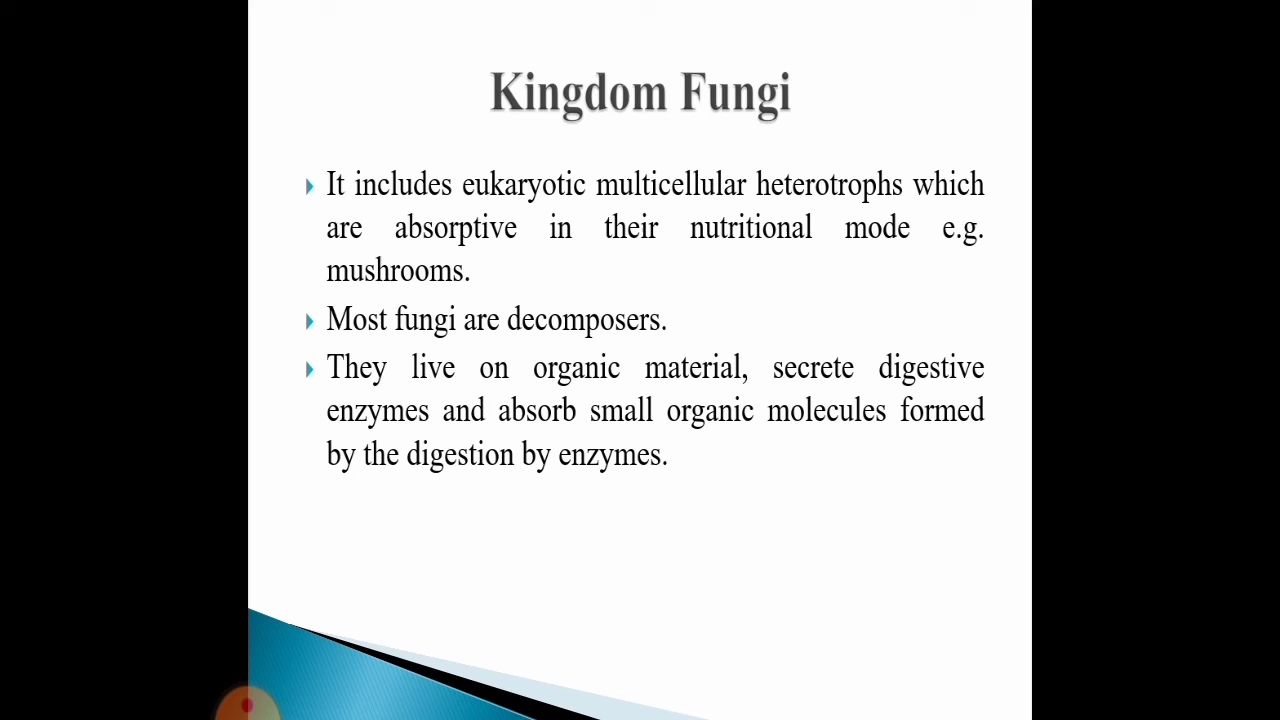 Kingdom Fungi
It includes eukaryotic multicellular heterotrophs which
are absorptive in their nutritional mode e.g.
mushrooms.
Most fungi are decomposers.
They live on organic material, secrete digestive
enzymes and absorb small organic molecules formed
by the digestion by enzymes.